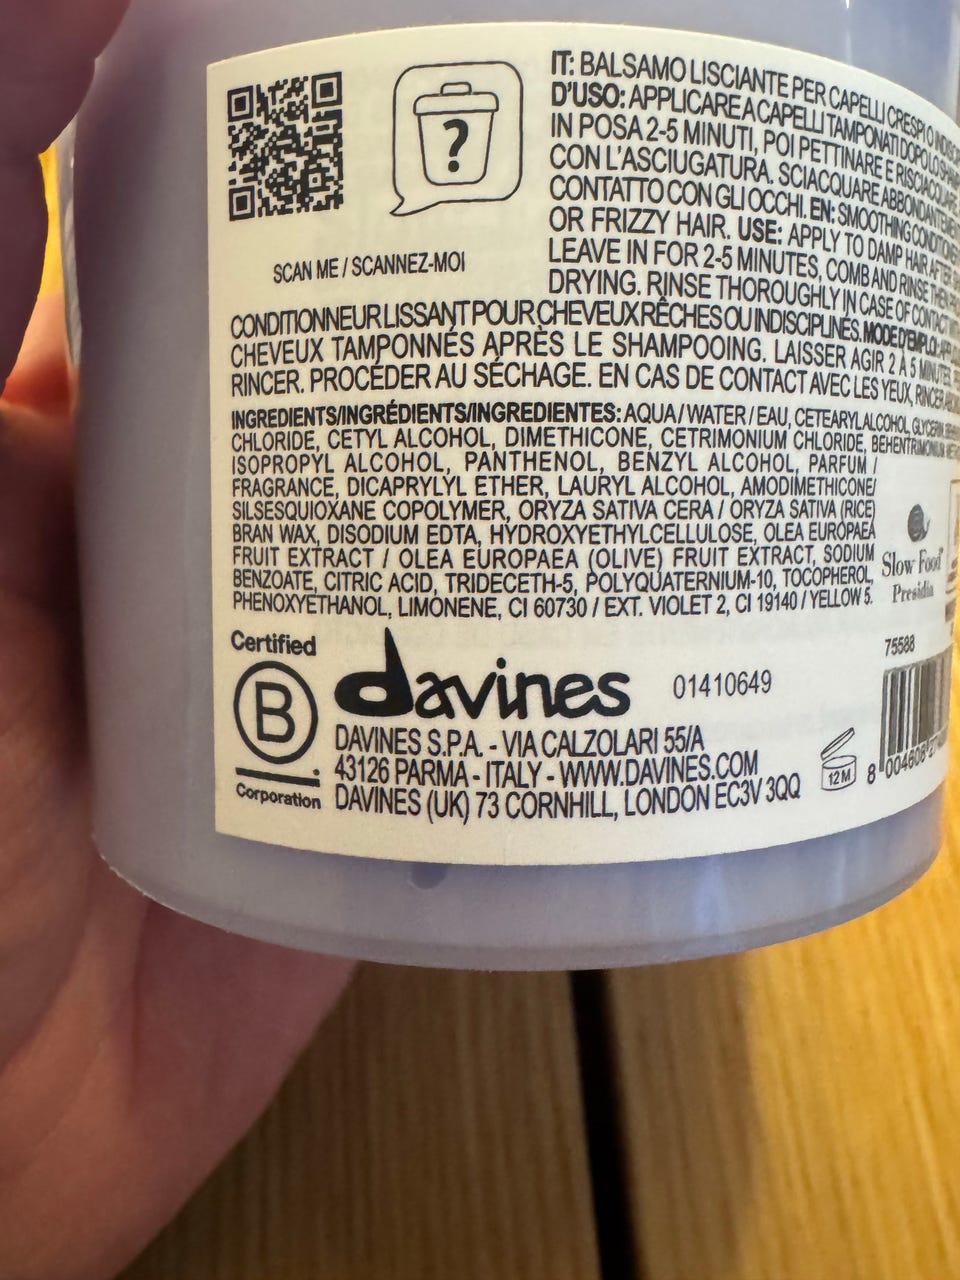 ?
SCAN ME / SCANNEZ-MOI
IT: BALSAMO LISCIANTE PER CAPELLI CRESPI O
D'USO: APPLICARE A CAPELLI TAMPONATI DOPO LO
IN POSA 2-5 MINUTI, POI PETTINARE E RISCIACQUARE.
CON L'ASCIUGATURA. SCIACQUARE ABBONDANTEMENTE
CONTATTO CON GLI OCCHI. EN: SMOOTHING CONDITIONER
OR FRIZZY HAIR. USE: APPLY TO DAMP HAIR AFTER
LEAVE IN FOR 2-5 MINUTES, COMB AND RINSE THEN
DRYING. RINSE THOROUGHLY IN CASE OF CONTACT
CONDITIONNEUR LISSANT POUR CHEVEUX RÊCHES OU INDISCIPLINÉS. MODE D'EMPLOI:
CHEVEUX TAMPONNÉS APRÈS LE SHAMPOOING. LAISSER AGIR 2 À 5 MINUTES,
RINCER. PROCÉDER AU SÉCHAGE. EN CAS DE CONTACT AVEC LES YEUX, RINCER
INGREDIENTS/INGRÉDIENTS/INGREDIENTES: AQUA / WATER / EAU, CETEARYL ALCOHOL, GLYCERIN,
CHLORIDE, CETYL ALCOHOL, DIMETHICONE, CETRIMONIUM CHLORIDE, BEHENTRIMONIUM
ISOPROPYL ALCOHOL, PANTHENOL, BENZYL ALCOHOL, PARFUM /
FRAGRANCE, DICAPRYLYL ETHER, LAURYL ALCOHOL, AMODIMETHICONE/
SILSESQUIOXANE COPOLYMER, ORYZA SATIVA CERA / ORYZA SATIVA (RICE)
BRAN WAX, DISODIUM EDTA, HYDROXYETHYLCELLULOSE, OLEA EUROPAEA
FRUIT EXTRACT / OLEA EUROPAEA (OLIVE) FRUIT EXTRACT, SODIUM
BENZOATE, CITRIC ACID, TRIDECETH-5, POLYQUATERNIUM-10, TOCOPHEROL,
PHENOXYETHANOL, LIMONENE, CI 60730 / EXT. VIOLET 2, CI 19140 / YELLOW 5.
Slow Food®
Presidia
Certified
B
Corporation
davines 01410649
DAVINES S.P.A. - VIA CALZOLARI 55/A
43126 PARMA - ITALY - WWW.DAVINES.COM
DAVINES (UK) 73 CORNHILL, LONDON EC3V 3QQ
12M
75588
8 004608